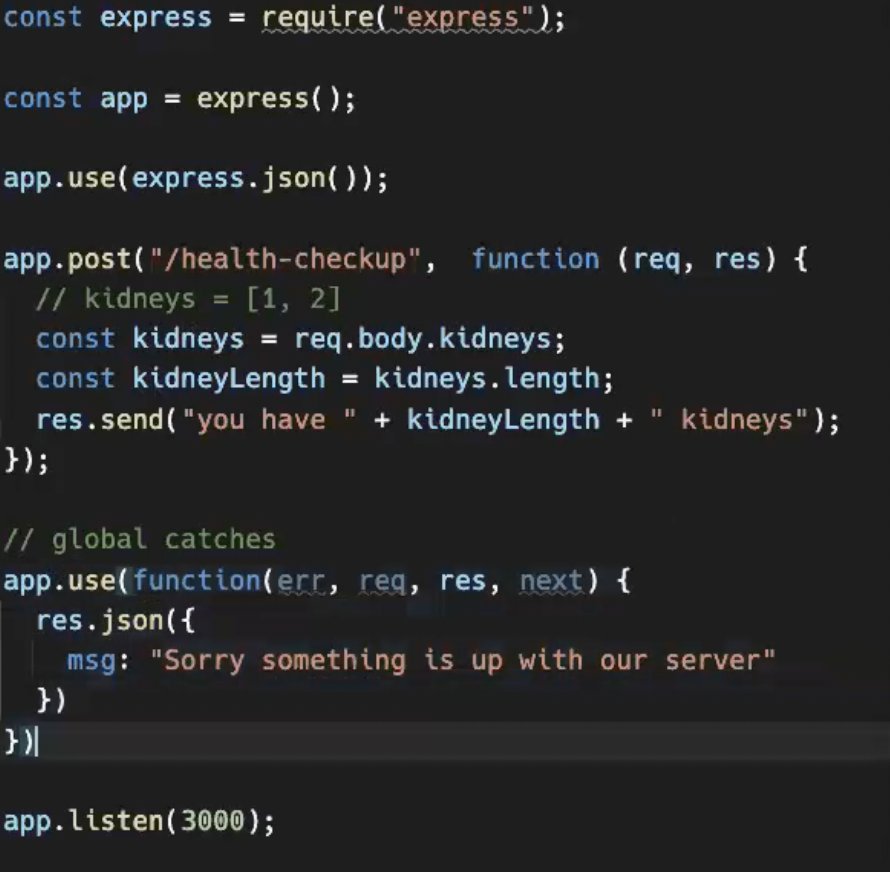 const express = require("express");
const app = express();
app.use(express.json());
app.post("/health-checkup",  function (req, res) {
  // kidneys = [1, 2]
  const kidneys = req.body.kidneys;
  const kidneyLength = kidneys.length;
  res.send("you have " + kidneyLength + " kidneys");
});
// global catches
app.use(function(err, req, res, next) {
  res.json({
    msg: "Sorry something is up with our server"
  })
})
app.listen(3000);